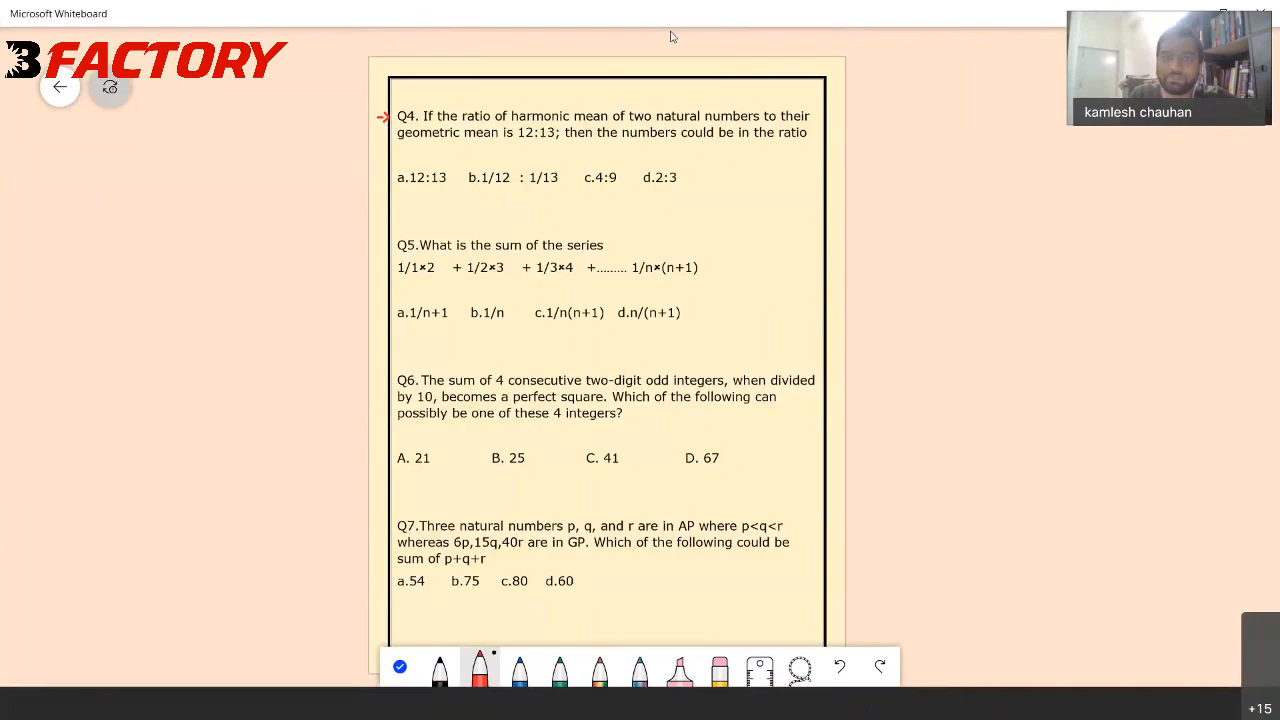 Microsoft Whiteboard
3FACTORY
kamlesh chauhan
Q4. If the ratio of harmonic mean of two natural numbers to their
geometric mean is 12:13; then the numbers could be in the ratio
a.12:13 b.1/12 : 1/13 c.4:9 d.2:3
Q5.What is the sum of the series
1/1×2 + 1/2×3 + 1/3×4 +......... 1/n×(n+1)
a.1/n+1 b.1/n c.1/n(n+1) d.n/(n+1)
Q6. The sum of 4 consecutive two-digit odd integers, when divided
by 10, becomes a perfect square. Which of the following can
possibly be one of these 4 integers?
A. 21 B. 25 C. 41 D. 67
Q7.Three natural numbers p, q, and r are in AP where p<q<r
whereas 6p,15q,40r are in GP. Which of the following could be
sum of p+q+r
a.54 b.75 c.80 d.60
+15